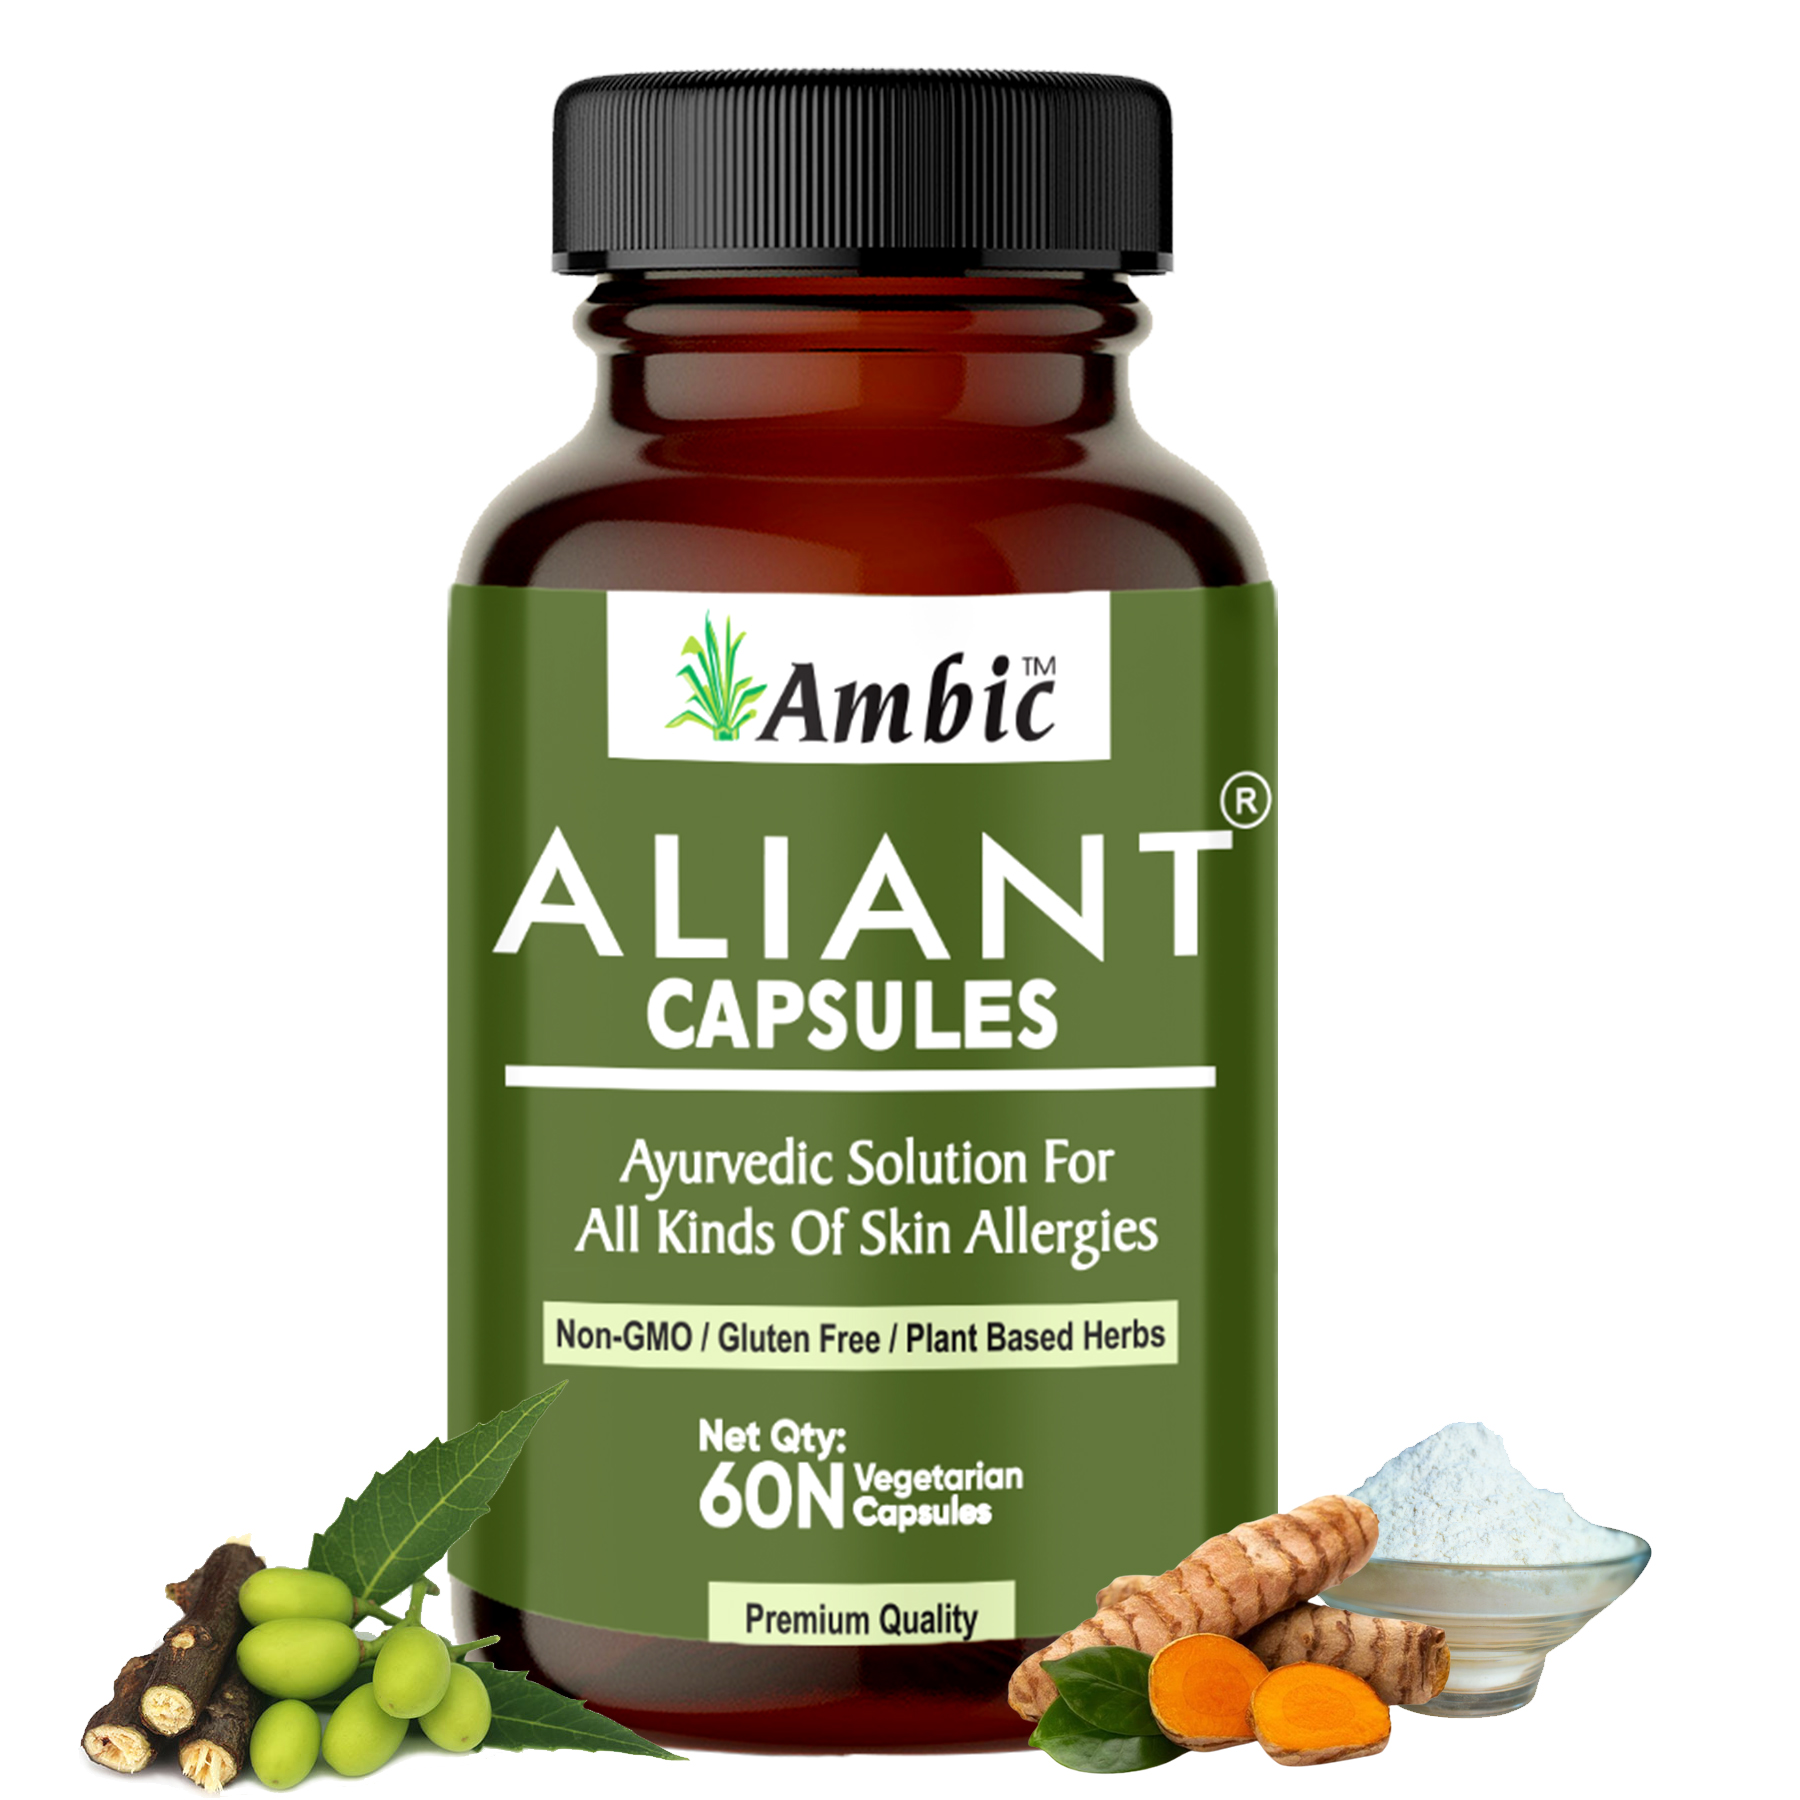 Ambic™
ALIANT®
CAPSULES
Ayurvedic Solution For
All Kinds Of Skin Allergies
Non-GMO / Gluten Free / Plant Based Herbs
Net Qty:
60N Vegetarian
Capsules
Premium Quality